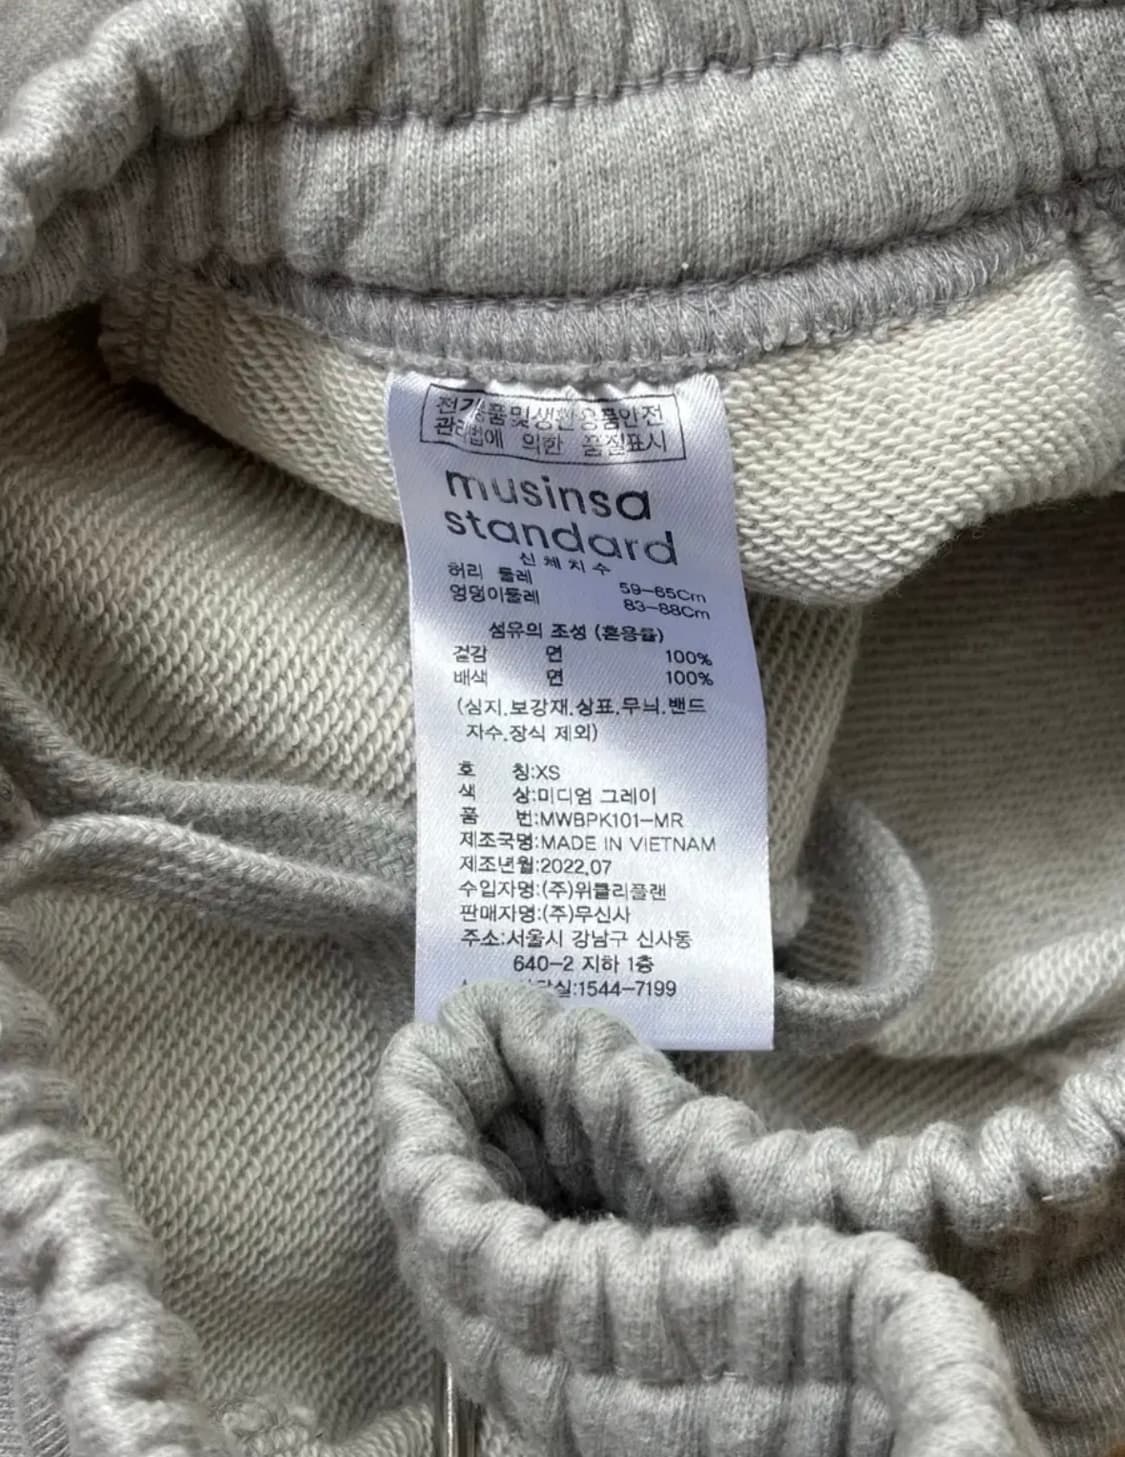 전기용품및생활용품안전
관리법에 의한 품질표시
musinsa
standard
신체치수
허리 둘레 59-65Cm
엉덩이둘레 83-88Cm
섬유의 조성 (혼용률)
겉감 면 100%
배색 면 100%
(심지.보강재.상표.무늬.밴드
자수.장식 제외)
호 칭:XS
색 상:미디엄 그레이
품 번:MWBPK101-MR
제조국명:MADE IN VIETNAM
제조년월:2022.07
수입자명:(주)위클리플랜
판매자명:(주)무신사
주소:서울시 강남구 신사동
640-2 지하 1층
:1544-7199